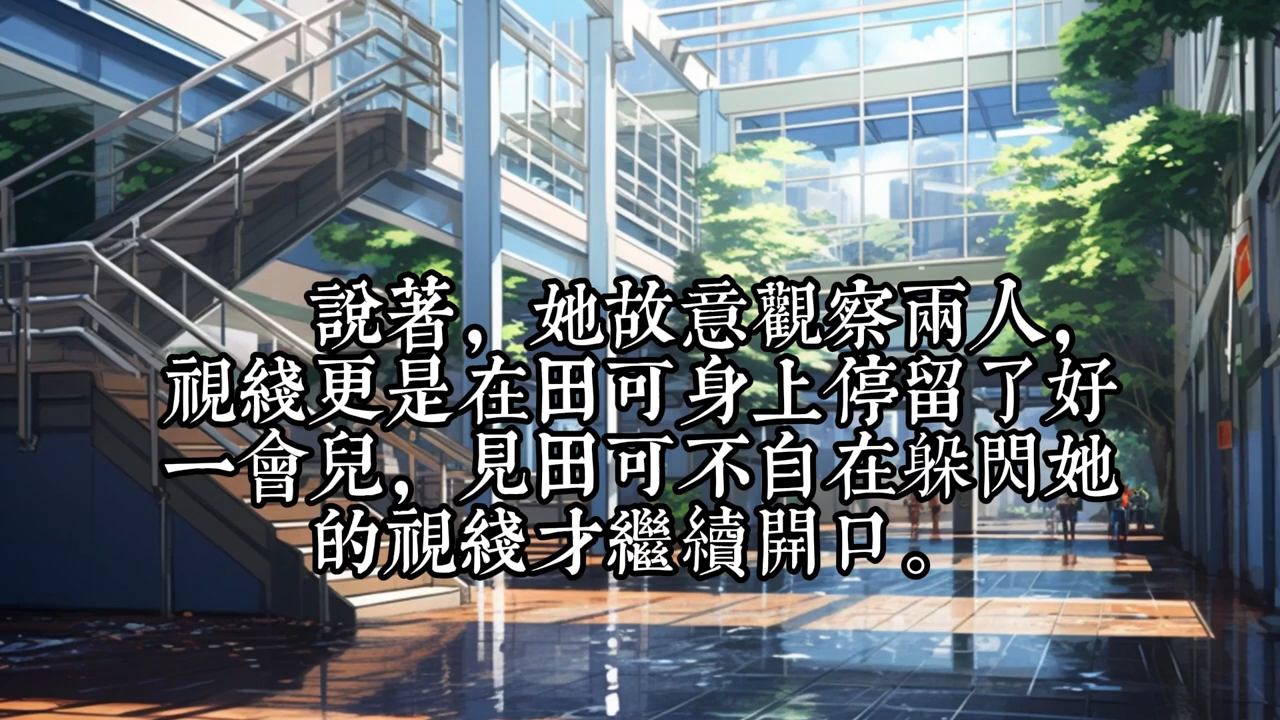 說著，她故意觀察兩人，
視綫更是在田可身上停留了好
一會兒，見田可不自在躲閃她
的視綫才繼續開口。